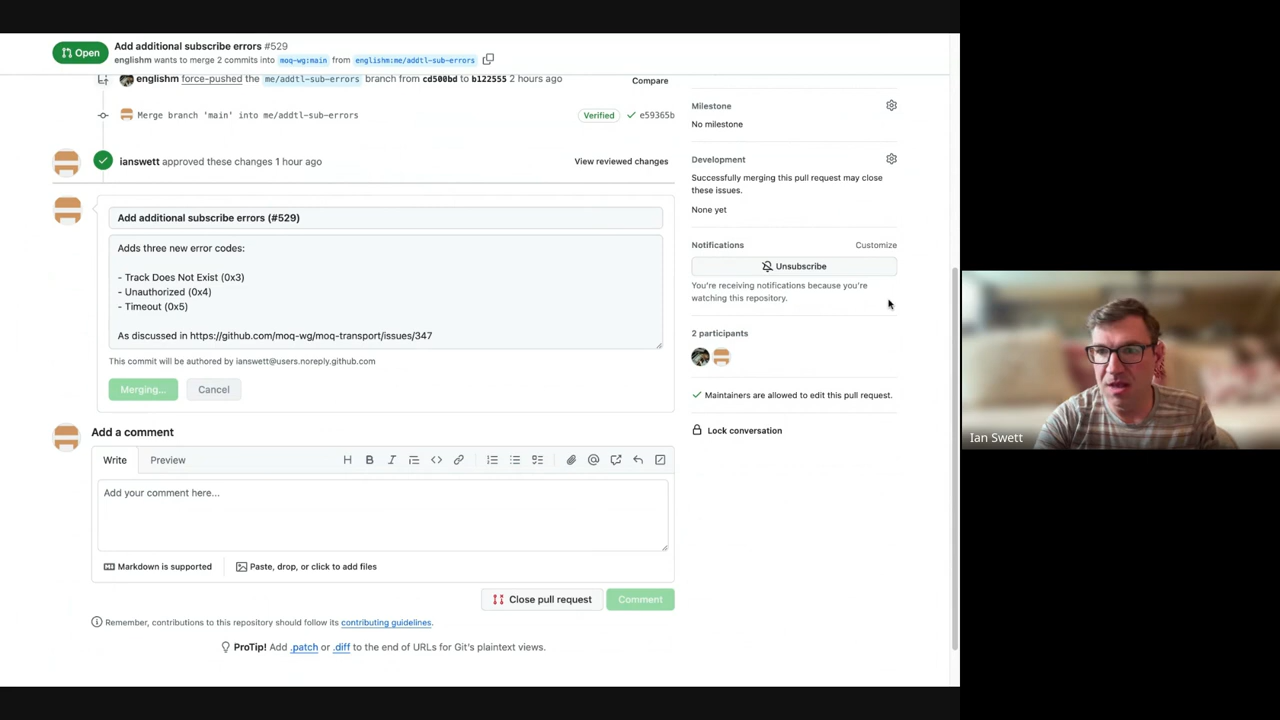 Open
Add additional subscribe errors #529
englishm wants to merge 2 commits into moq-wg:main from englishm:me/addtl-sub-errors
englishm force-pushed the me/addtl-sub-errors branch from cd500bd to b122555 2 hours ago
Compare
Merge branch 'main' into me/addtl-sub-errors
Verified
e59365b
ianswett approved these changes 1 hour ago
View reviewed changes
Add additional subscribe errors (#529)
Adds three new error codes:
- Track Does Not Exist (0x3)
- Unauthorized (0x4)
- Timeout (0x5)
As discussed in https://github.com/moq-wg/moq-transport/issues/347
This commit will be authored by ianswett@users.noreply.github.com
Merging...
Cancel
Add a comment
Write
Preview
Add your comment here...
Markdown is supported
Paste, drop, or click to add files
Close pull request
Comment
Remember, contributions to this repository should follow its contributing guidelines.
ProTip! Add .patch or .diff to the end of URLs for Git's plaintext views.
Milestone
No milestone
Development
Successfully merging this pull request may close
these issues.
None yet
Notifications
Customize
Unsubscribe
You're receiving notifications because you're
watching this repository.
2 participants
Maintainers are allowed to edit this pull request.
Lock conversation
Ian Swett